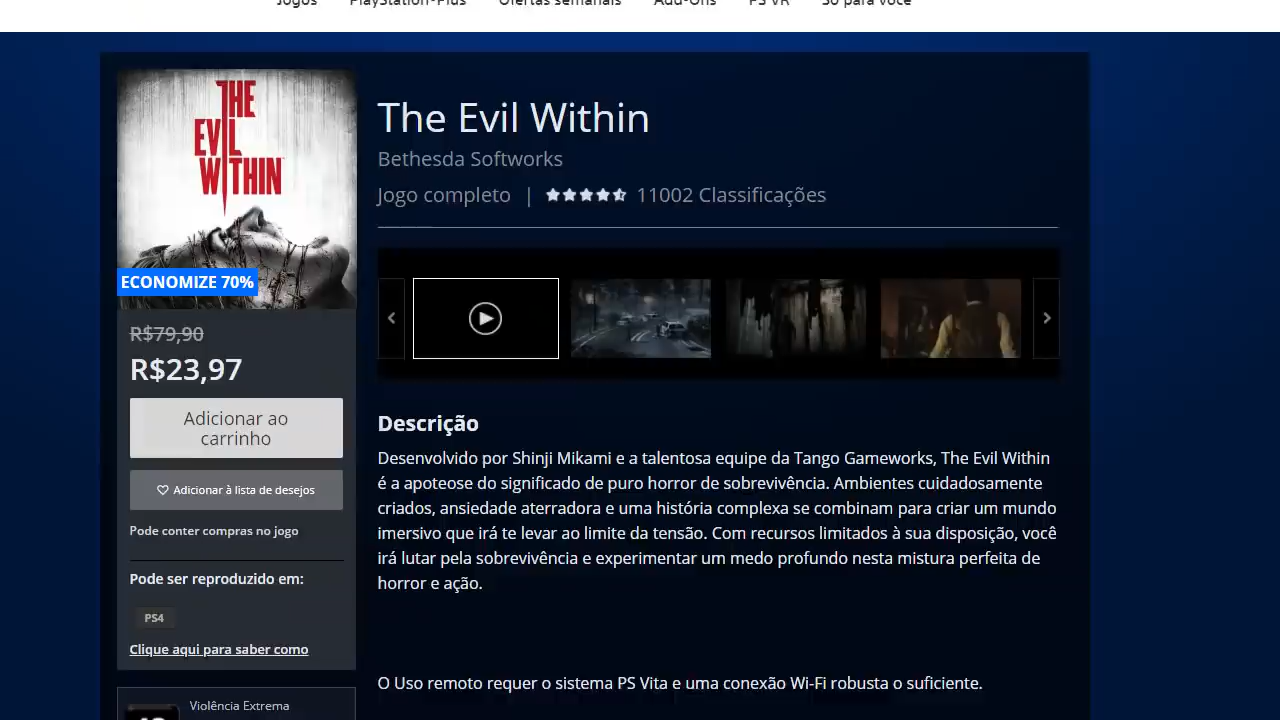 Jogos PlayStation®Plus Ofertas semanais Add-Ons PS VR Só para você
THE
EVIL
WITHIN
ECONOMIZE 70%
R$79,90
R$23,97
Adicionar ao
carrinho
Adicionar à lista de desejos
Pode conter compras no jogo
Pode ser reproduzido em:
PS4
Clique aqui para saber como
Violência Extrema
The Evil Within
Bethesda Softworks
Jogo completo | 11002 Classificações
Descrição
Desenvolvido por Shinji Mikami e a talentosa equipe da Tango Gameworks, The Evil Within
é a apoteose do significado de puro horror de sobrevivência. Ambientes cuidadosamente
criados, ansiedade aterradora e uma história complexa se combinam para criar um mundo
imersivo que irá te levar ao limite da tensão. Com recursos limitados à sua disposição, você
irá lutar pela sobrevivência e experimentar um medo profundo nesta mistura perfeita de
horror e ação.
O Uso remoto requer o sistema PS Vita e uma conexão Wi-Fi robusta o suficiente.